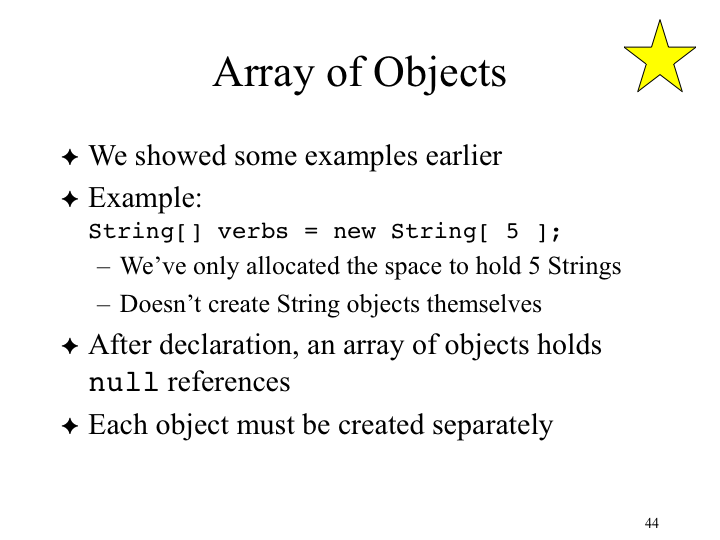 Array of Objects
✦ We showed some examples earlier
✦ Example:
String[] verbs = new String[ 5 ];
– We’ve only allocated the space to hold 5 Strings
– Doesn’t create String objects themselves
✦ After declaration, an array of objects holds
null references
✦ Each object must be created separately
44